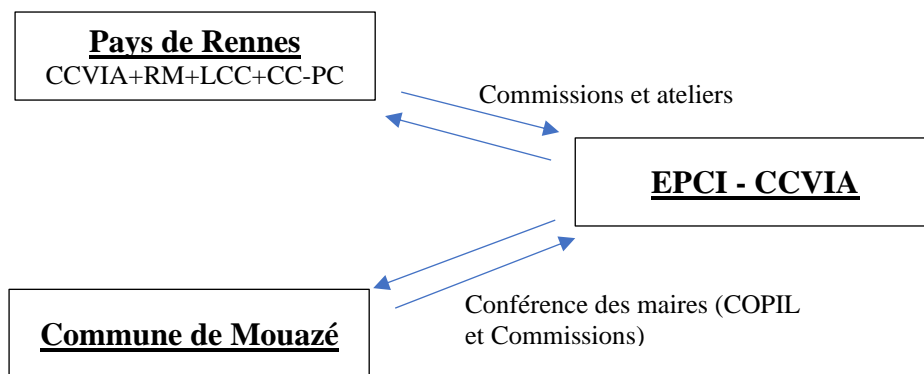 Pays de Rennes
CCVIA+RM+LCC+CC-PC
Commissions et ateliers
EPCI - CCVIA
Commune de Mouazé
Conférence des maires (COPIL
et Commissions)